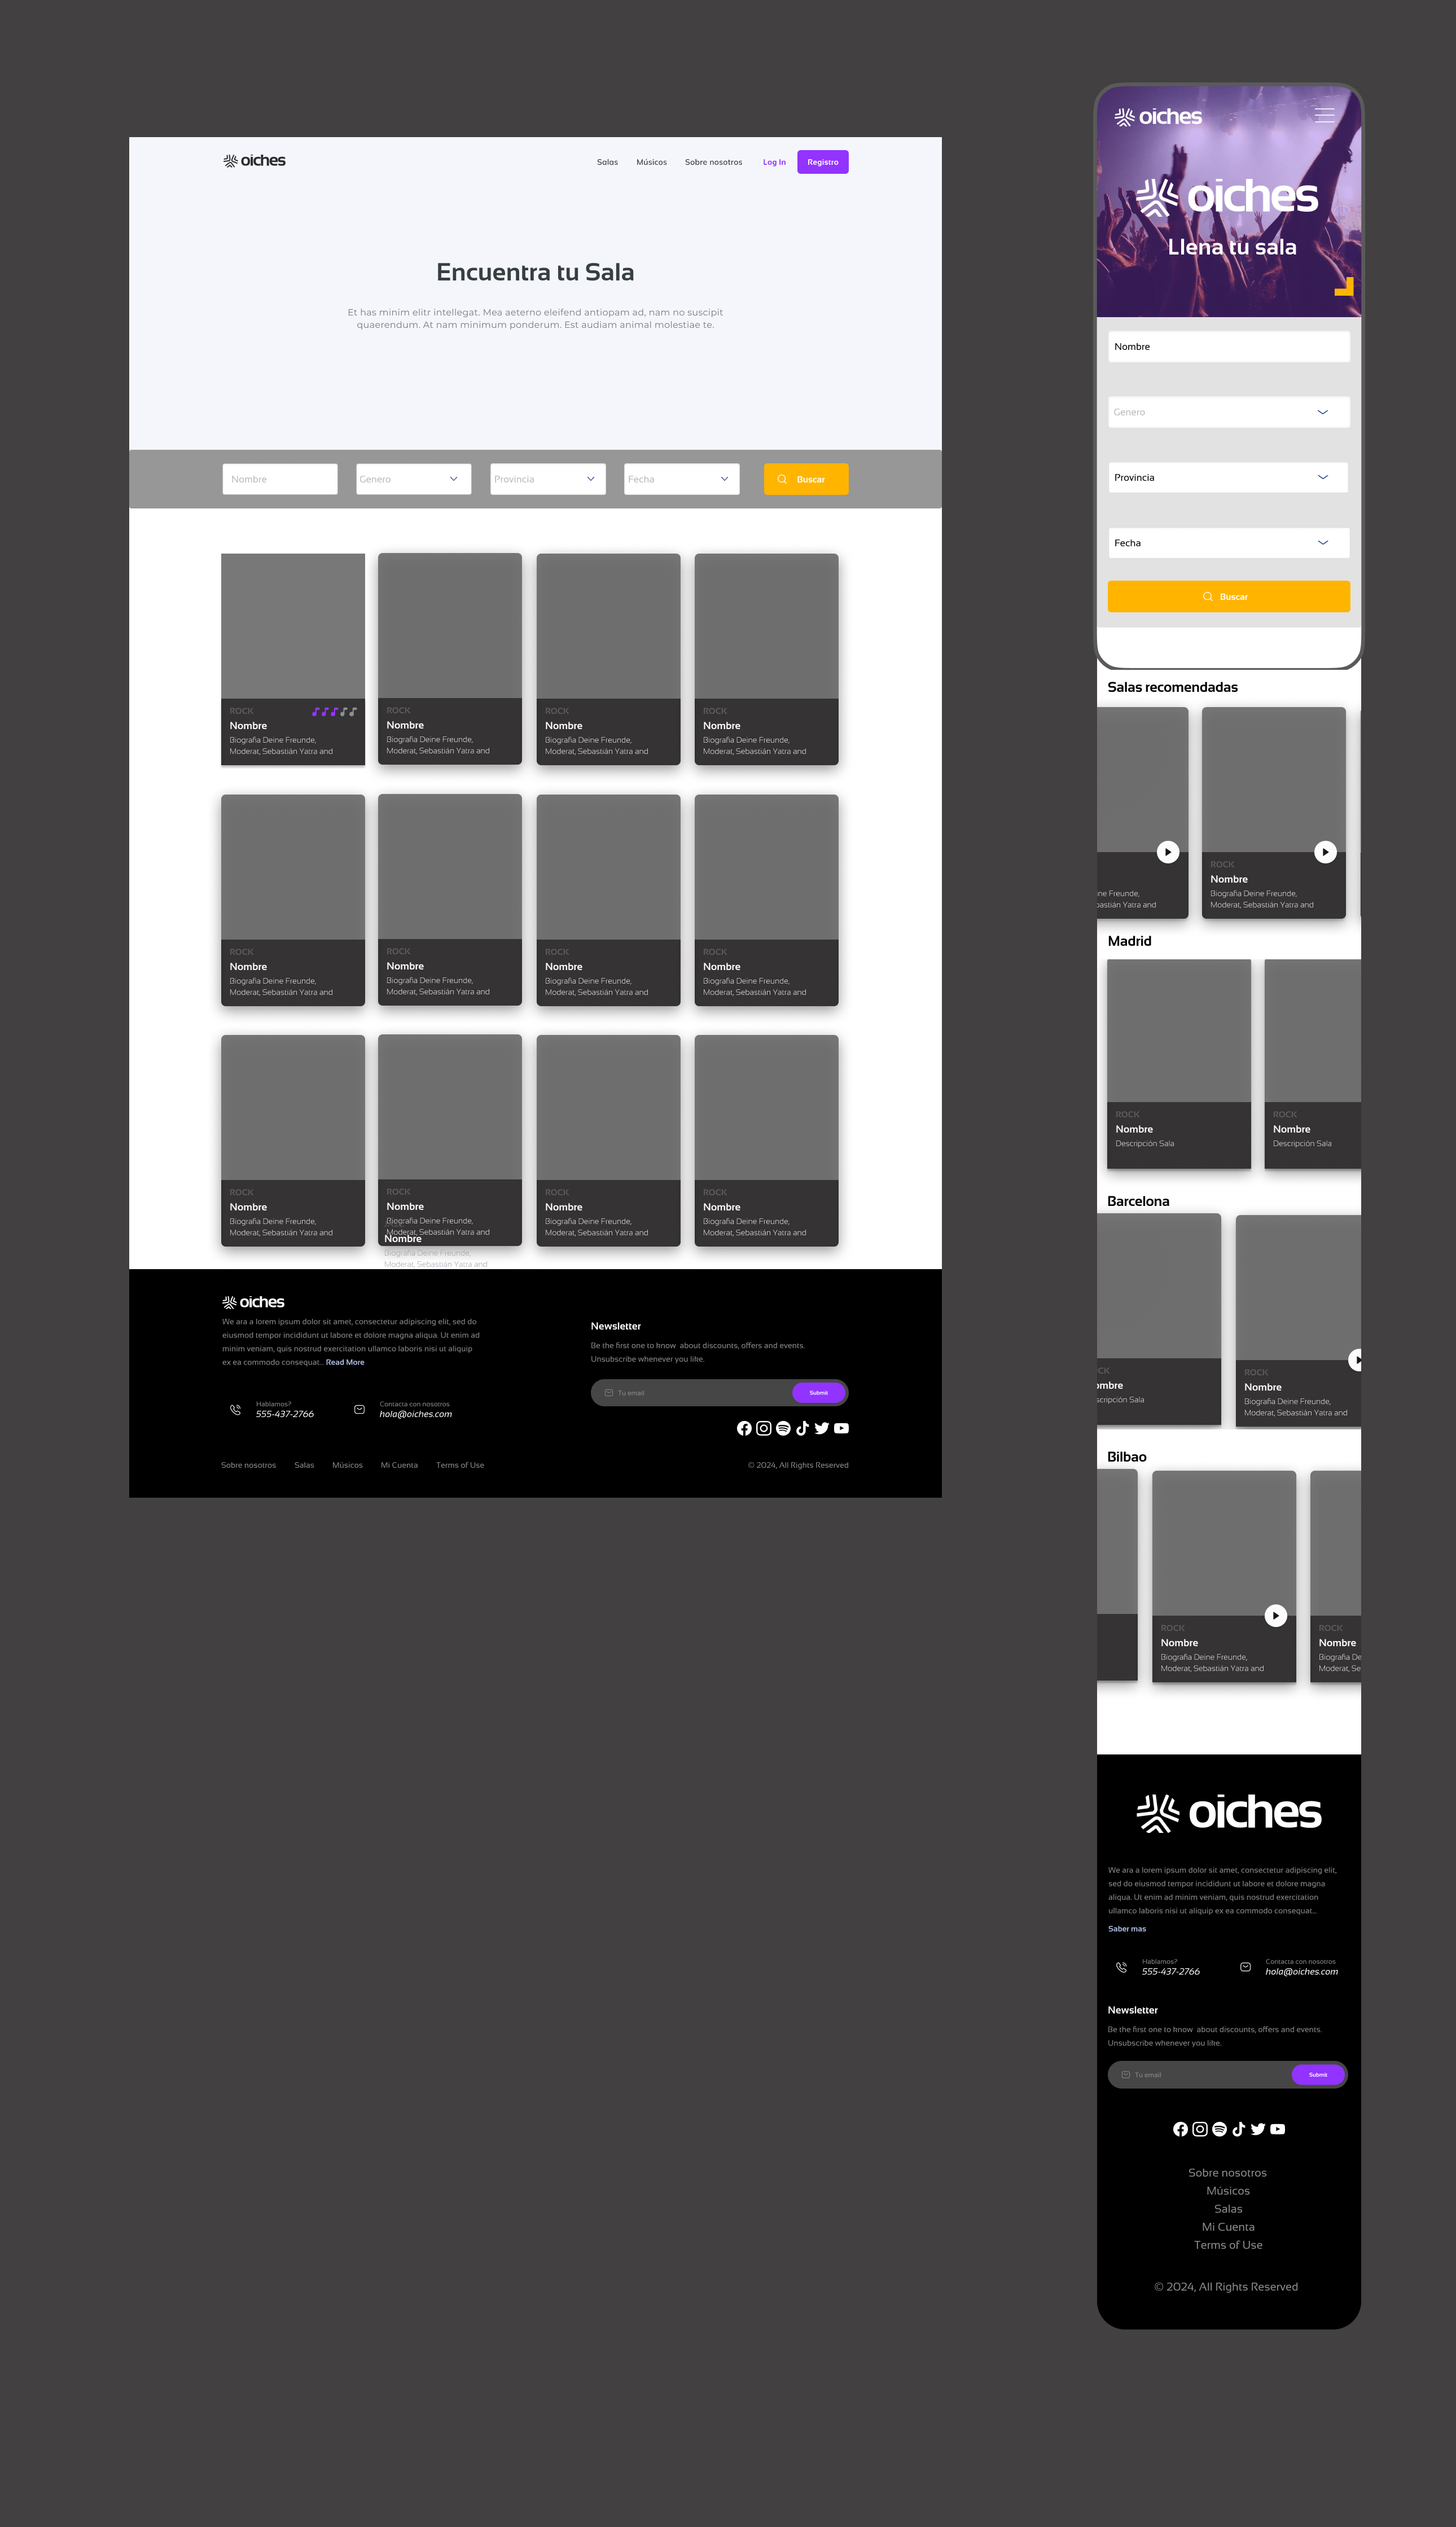 oiches
Salas Músicos Sobre nosotros Log In Registro
Encuentra tu Sala
Et has minim elitr intellegat. Mea aeterno eleifend antiopam ad, nam no suscipit
quaerendum. At nam minimum ponderum. Est audiam animal molestiae te.
Nombre Genero Provincia Fecha Buscar
ROCK
Nombre
Biografia Deine Freunde,
Moderat, Sebastián Yatra and
ROCK
Nombre
Biografia Deine Freunde,
Moderat, Sebastián Yatra and
ROCK
Nombre
Biografia Deine Freunde,
Moderat, Sebastián Yatra and
ROCK
Nombre
Biografia Deine Freunde,
Moderat, Sebastián Yatra and
ROCK
Nombre
Biografia Deine Freunde,
Moderat, Sebastián Yatra and
ROCK
Nombre
Biografia Deine Freunde,
Moderat, Sebastián Yatra and
ROCK
Nombre
Biografia Deine Freunde,
Moderat, Sebastián Yatra and
ROCK
Nombre
Biografia Deine Freunde,
Moderat, Sebastián Yatra and
ROCK
Nombre
Biografia Deine Freunde,
Moderat, Sebastián Yatra and
ROCK
Nombre
Biografia Deine Freunde,
Moderat, Sebastián Yatra and
Nombre
Biografia Deine Freunde,
Moderat, Sebastián Yatra and
ROCK
Nombre
Biografia Deine Freunde,
Moderat, Sebastián Yatra and
ROCK
Nombre
Biografia Deine Freunde,
Moderat, Sebastián Yatra and
oiches
We ara a lorem ipsum dolor sit amet, consectetur adipiscing elit, sed do
eiusmod tempor incididunt ut labore et dolore magna aliqua. Ut enim ad
minim veniam, quis nostrud exercitation ullamco laboris nisi ut aliquip
ex ea commodo consequat... Read More
Hablamos?
555-437-2766
Contacta con nosotros
hola@oiches.com
Newsletter
Be the first one to know about discounts, offers and events.
Unsubscribe whenever you like.
Tu email Submit
Sobre nosotros Salas Músicos Mi Cuenta Terms of Use
© 2024, All Rights Reserved
oiches
oiches
Llena tu sala
Nombre
Genero
Provincia
Fecha
Buscar
Salas recomendadas
ine Freunde,
bastián Yatra and
ROCK
Nombre
Biografia Deine Freunde,
Moderat, Sebastián Yatra and
Madrid
ROCK
Nombre
Descripción Sala
ROCK
Nombre
Descripción Sala
Barcelona
CK
ombre
scripción Sala
ROCK
Nombre
Biografia Deine Freunde,
Moderat, Sebastián Yatra and
Bilbao
ROCK
Nombre
Biografia Deine Freunde,
Moderat, Sebastián Yatra and
ROCK
Nombre
Biografia De
Moderat, Se
oiches
We ara a lorem ipsum dolor sit amet, consectetur adipiscing elit,
sed do eiusmod tempor incididunt ut labore et dolore magna
aliqua. Ut enim ad minim veniam, quis nostrud exercitation
ullamco laboris nisi ut aliquip ex ea commodo consequat...
Saber mas
Hablamos?
555-437-2766
Contacta con nosotros
hola@oiches.com
Newsletter
Be the first one to know about discounts, offers and events.
Unsubscribe whenever you like.
Tu email Submit
Sobre nosotros
Músicos
Salas
Mi Cuenta
Terms of Use
© 2024, All Rights Reserved